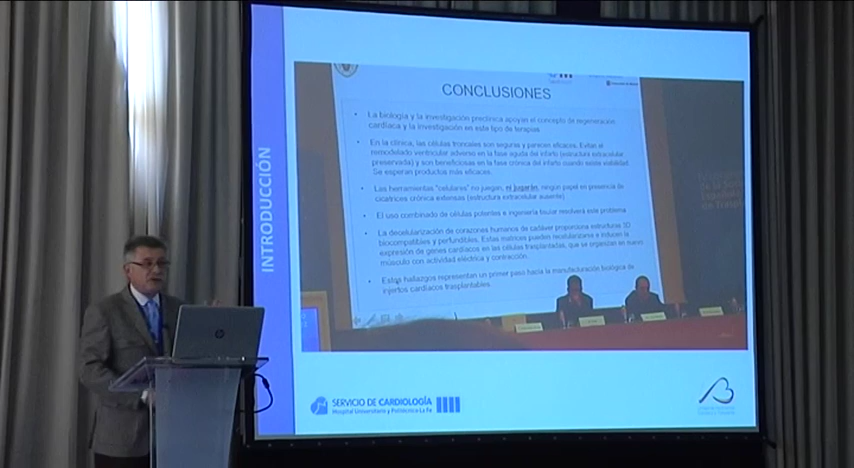 INTRODUCCIÓN
CONCLUSIONES
• La biología y la investigación preclínica apoyan el concepto de regeneración
cardiaca y la investigación en este tipo de terapias.
• En la clínica, las células troncales son seguras y parecen eficaces. Evitan el
remodelado ventricular adverso en la fase aguda del infarto (estructura extracelular
preservada) y son beneficiosas en la fase crónica del infarto cuando existe viabilidad.
Se esperan productos más eficaces.
• Las herramientas "celulares" no juegan, ni jugarán, ningún papel en presencia de
cicatrices crónica extensas (estructura extracelular ausente).
• El uso combinado de células potentes e ingeniería tisular resolverá este problema.
• La decelularización de corazones humanos de cadáver proporciona estructuras 3D
biocompatibles y perfundibles. Estas matrices pueden recelularizarse e inducen la
expresión de genes cardiacos en las células trasplantadas, que se organizan en nuevo
músculo con actividad eléctrica y contracción.
• Estos hallazgos representan un primer paso hacia la manufacturación biológica de
injertos cardiacos trasplantables.
SERVICIO DE CARDIOLOGÍA
Hospital Universitario y Politécnico La Fe
hp